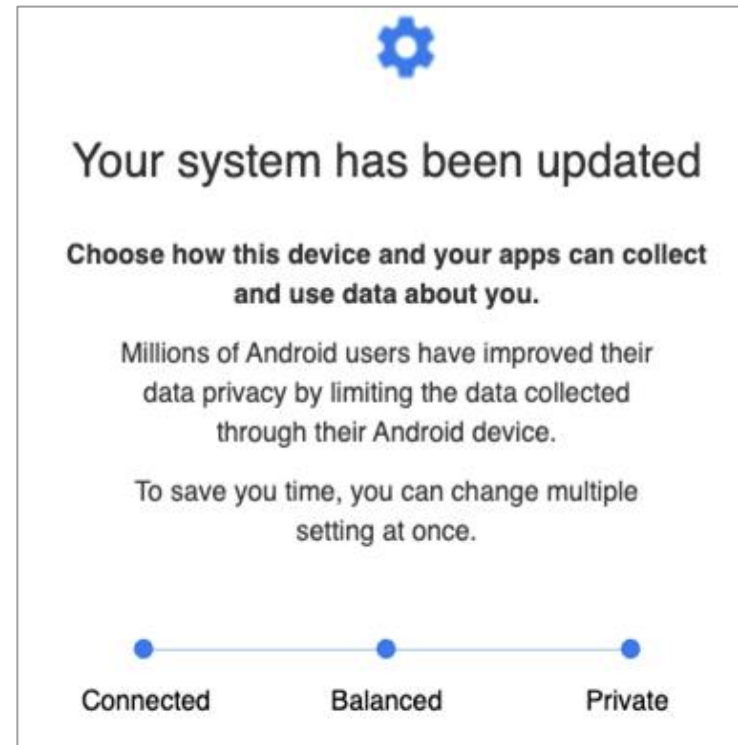 Your system has been updated
Choose how this device and your apps can collect
and use data about you.
Millions of Android users have improved their
data privacy by limiting the data collected
through their Android device.
To save you time, you can change multiple
setting at once.
Connected Balanced Private